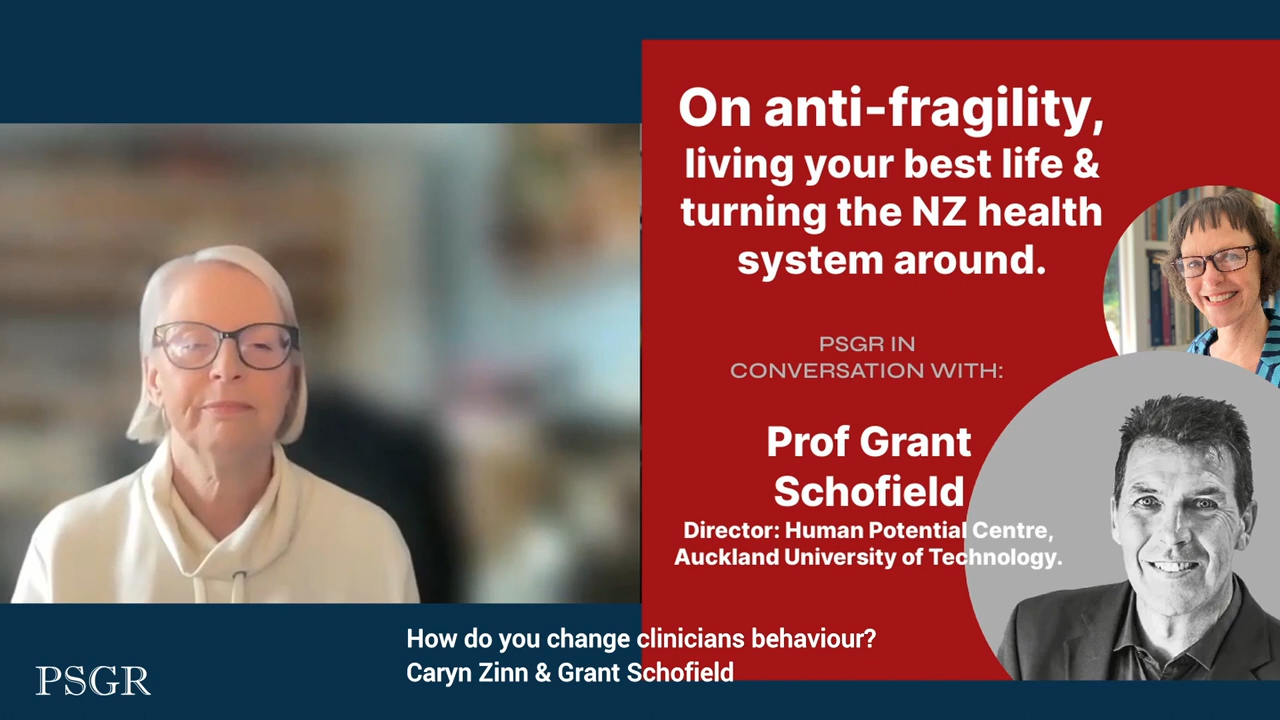 On anti-fragility,
living your best life &
turning the NZ health
system around.
PSGR IN
CONVERSATION WITH:
Prof Grant
Schofield
Director: Human Potential Centre,
Auckland University of Technology.
How do you change clinicians behaviour?
Caryn Zinn & Grant Schofield
PSGR